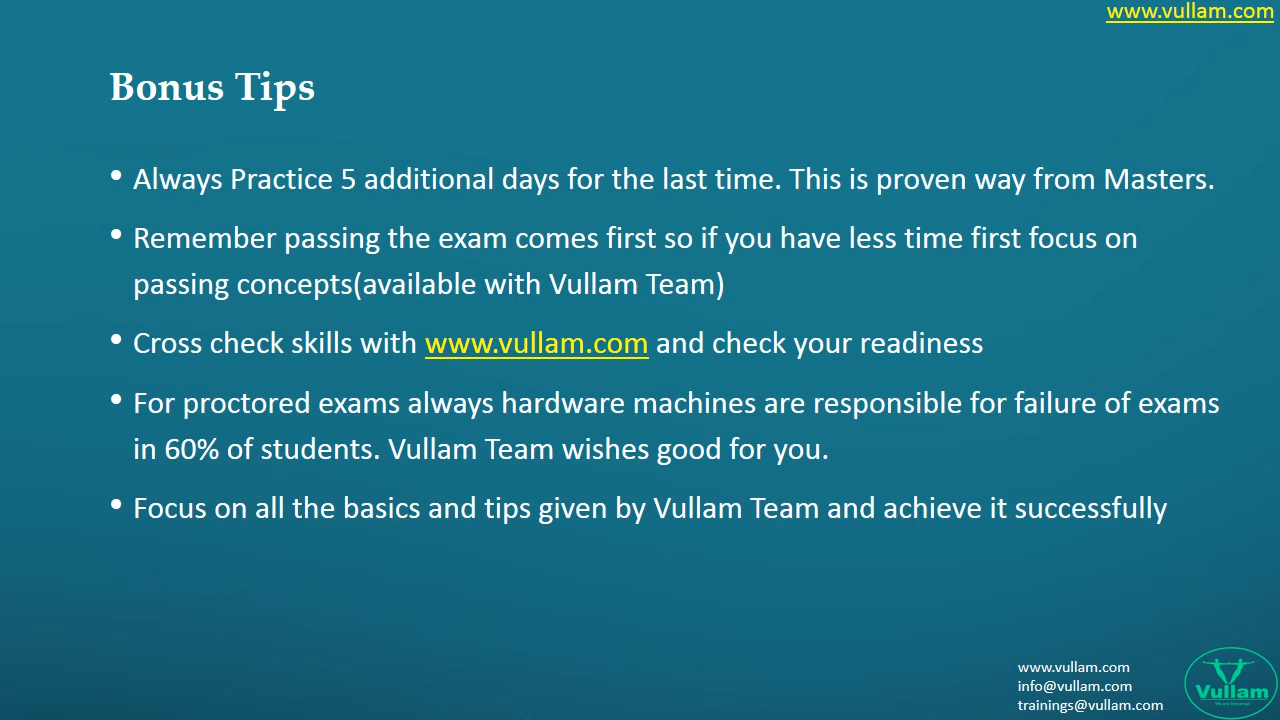 www.vullam.com
Bonus Tips
• Always Practice 5 additional days for the last time. This is proven way from Masters.
• Remember passing the exam comes first so if you have less time first focus on
passing concepts(available with Vullam Team)
• Cross check skills with www.vullam.com and check your readiness
• For proctored exams always hardware machines are responsible for failure of exams
in 60% of students. Vullam Team wishes good for you.
• Focus on all the basics and tips given by Vullam Team and achieve it successfully
www.vullam.com
info@vullam.com
trainings@vullam.com
Vullam